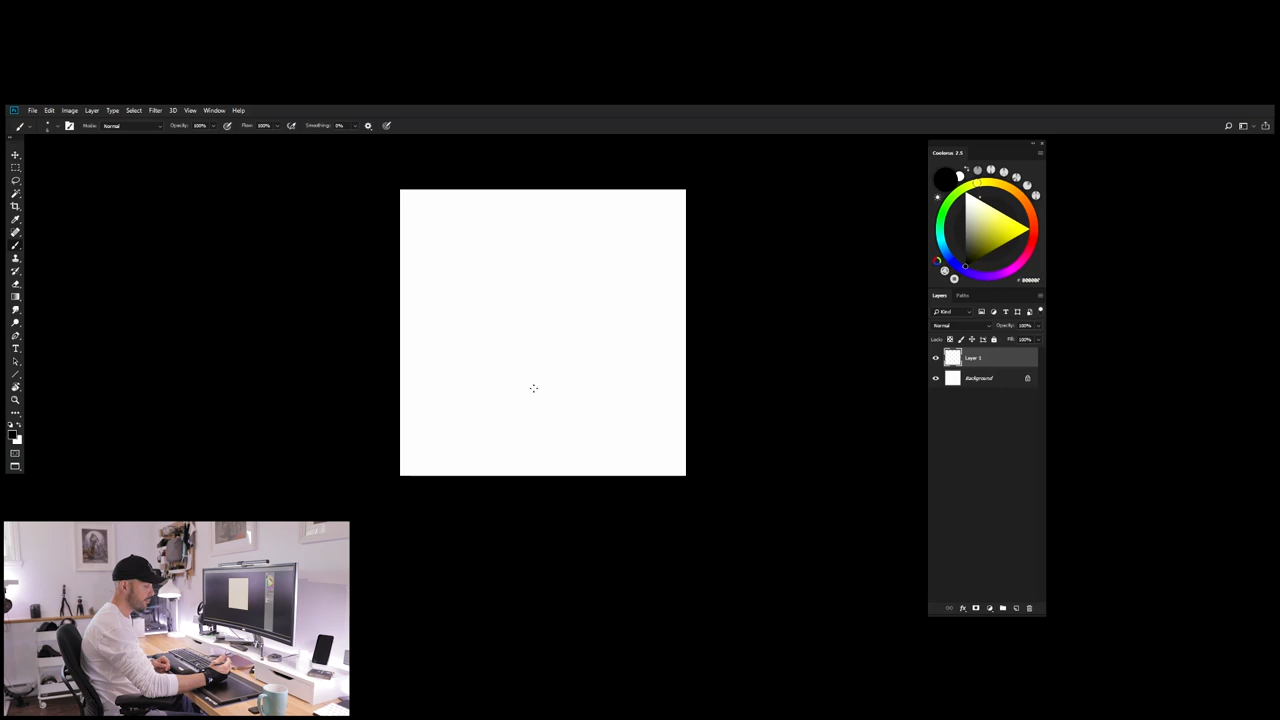 Ps File Edit Image Layer Type Select Filter 3D View Window Help
Mode: Normal Opacity: 100% Flow: 100% Smoothing: 0%
Coolorus 2.5
Layers Paths
Kind
Normal Opacity: 100%
Lock: Fill: 100%
Layer 1
Background